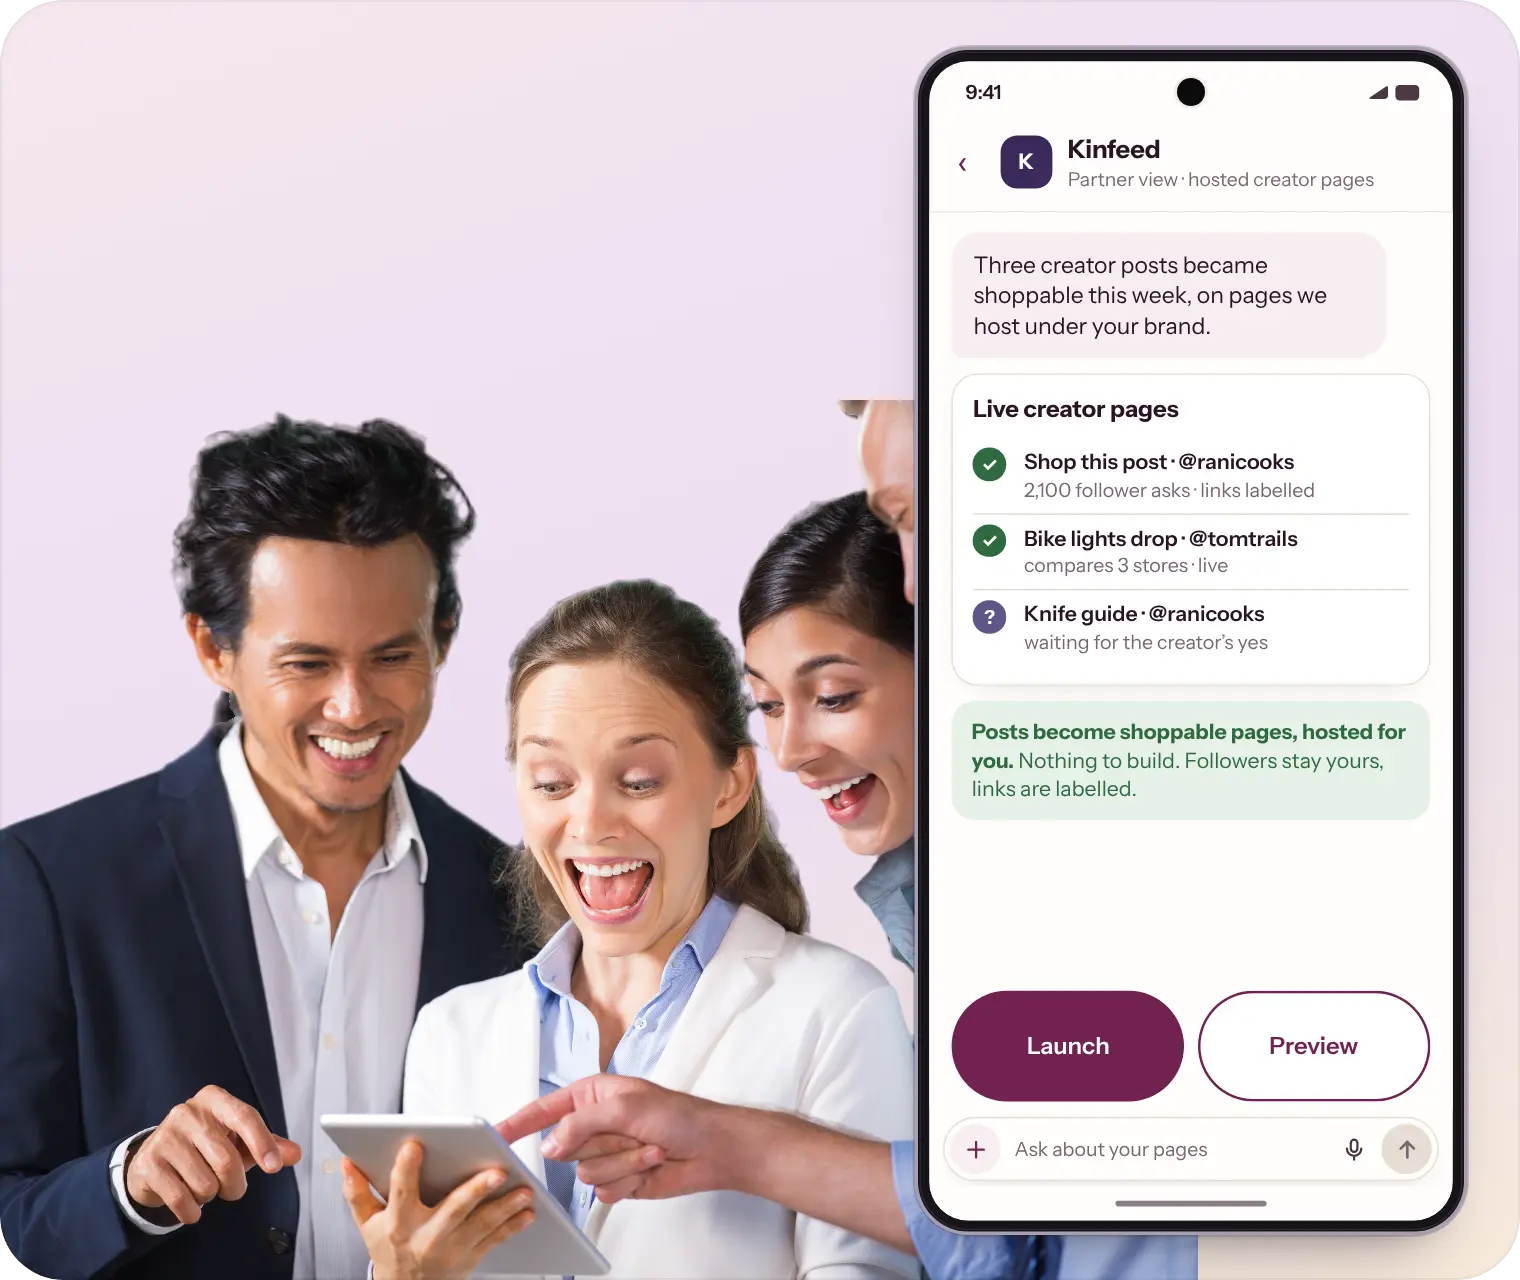 9:41
K
Kinfeed
Partner view · hosted creator pages
Three creator posts became
shoppable this week, on pages we
host under your brand.
Live creator pages
Shop this post · @ranicooks
2,100 follower asks · links labelled
Bike lights drop · @tomtrails
compares 3 stores · live
?
Knife guide · @ranicooks
waiting for the creator’s yes
Posts become shoppable pages, hosted for
you. Nothing to build. Followers stay yours,
links are labelled.
Launch
Preview
Ask about your pages